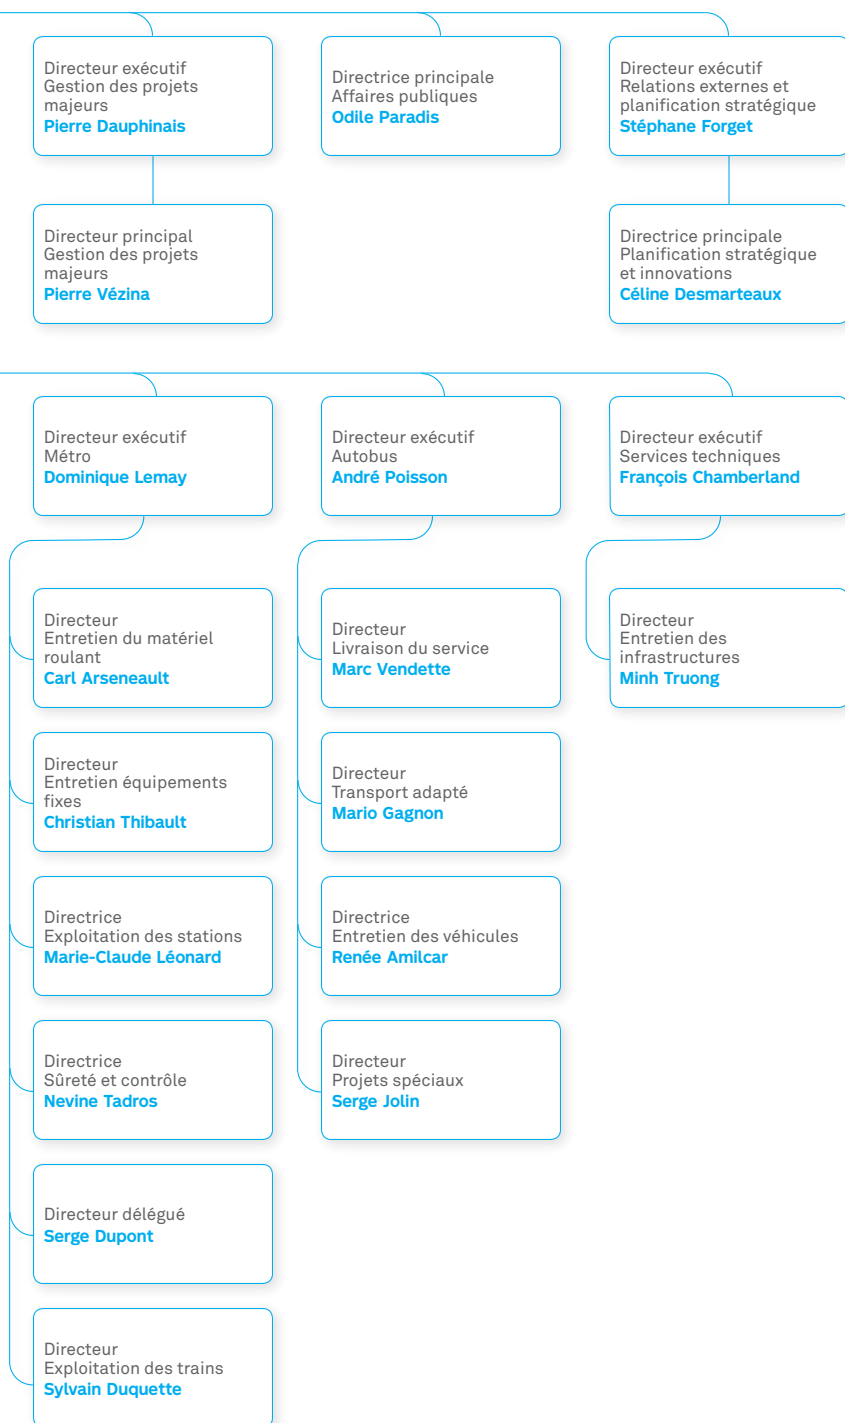 Directeur exécutif
Gestion des projets
majeurs
Pierre Dauphinais
Directrice principale
Affaires publiques
Odile Paradis
Directeur exécutif
Relations externes et
planification stratégique
Stéphane Forget
Directeur principal
Gestion des projets
majeurs
Pierre Vézina
Directrice principale
Planification stratégique
et innovations
Céline Desmarteaux
Directeur exécutif
Métro
Dominique Lemay
Directeur exécutif
Autobus
André Poisson
Directeur exécutif
Services techniques
François Chamberland
Directeur
Entretien du matériel
roulant
Carl Arseneault
Directeur
Livraison du service
Marc Vendette
Directeur
Entretien des
infrastructures
Minh Truong
Directeur
Entretien équipements
fixes
Christian Thibault
Directeur
Transport adapté
Mario Gagnon
Directrice
Exploitation des stations
Marie-Claude Léonard
Directrice
Entretien des véhicules
Renée Amilcar
Directrice
Sûreté et contrôle
Nevine Tadros
Directeur
Projets spéciaux
Serge Jolin
Directeur délégué
Serge Dupont
Directeur
Exploitation des trains
Sylvain Duquette